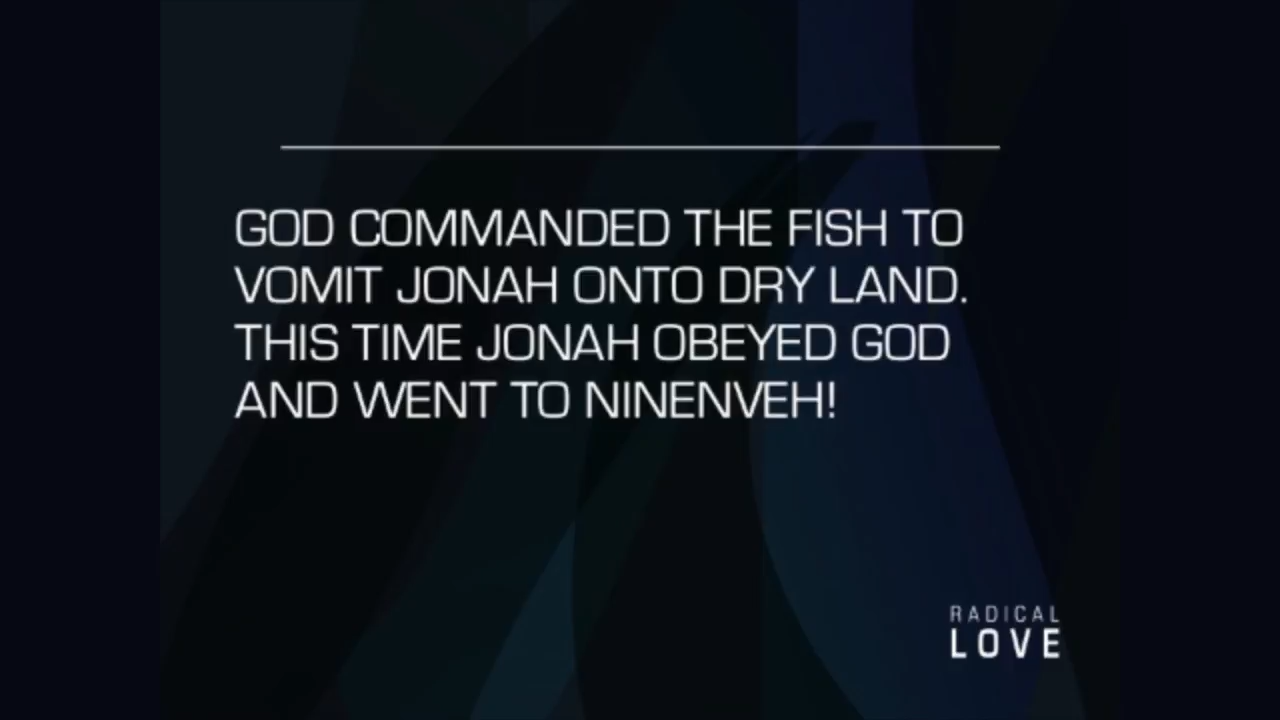 GOD COMMANDED THE FISH TO
VOMIT JONAH ONTO DRY LAND.
THIS TIME JONAH OBEYED GOD
AND WENT TO NINENVEH!
RADICAL
LOVE